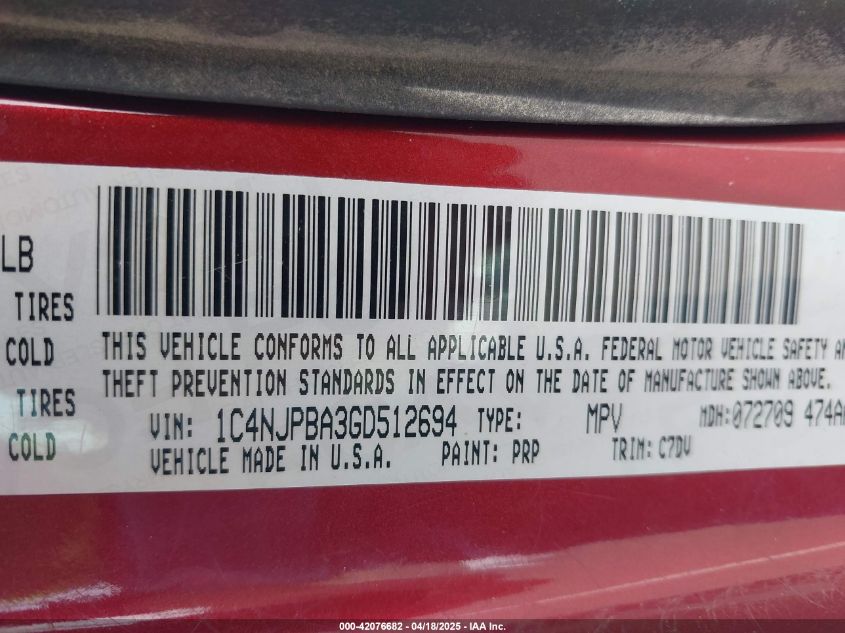 LB
TIRES
COLD
TIRES
COLD
THIS VEHICLE CONFORMS TO ALL APPLICABLE U.S.A. FEDERAL MOTOR VEHICLE SAFETY
THEFT PREVENTION STANDARDS IN EFFECT ON THE DATE OF MANUFACTURE SHOWN ABOVE.
VIN: 1C4NJPBA3GD512694 TYPE: MPV MDH:072709 474A
VEHICLE MADE IN U.S.A. PAINT: PRP TRIM: C7DV
000-42076682 | 04/18/2025 - IAA Inc.